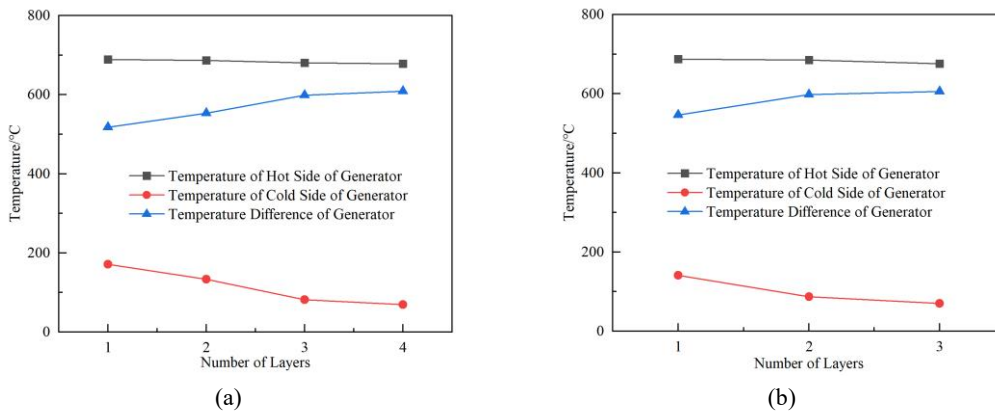 800
600
400
200
0
Temperature/°C
Temperature of Hot Side of Generator
Temperature of Cold Side of Generator
Temperature Difference of Generator
1 2 3 4
Number of Layers
(a)
800
600
400
200
0
Temperature/°C
Temperature of Hot Side of Generator
Temperature of Cold Side of Generator
Temperature Difference of Generator
1 2 3
Number of Layers
(b)